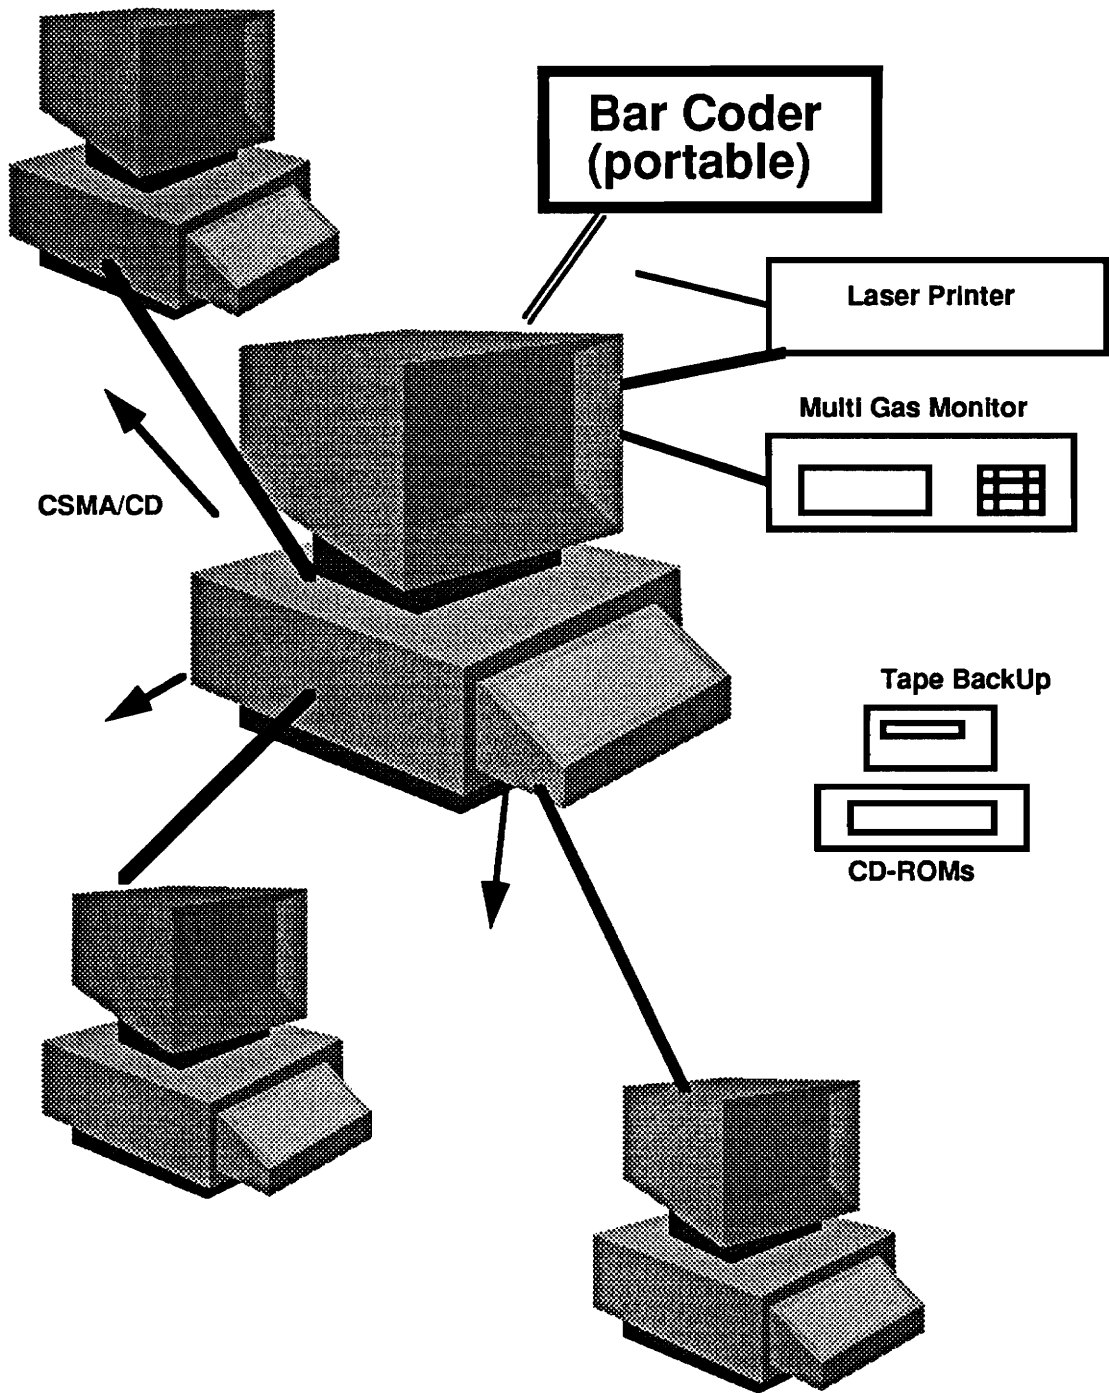 Bar Coder
(portable)
Laser Printer
Multi Gas Monitor
CSMA/CD
Tape BackUp
CD-ROMs